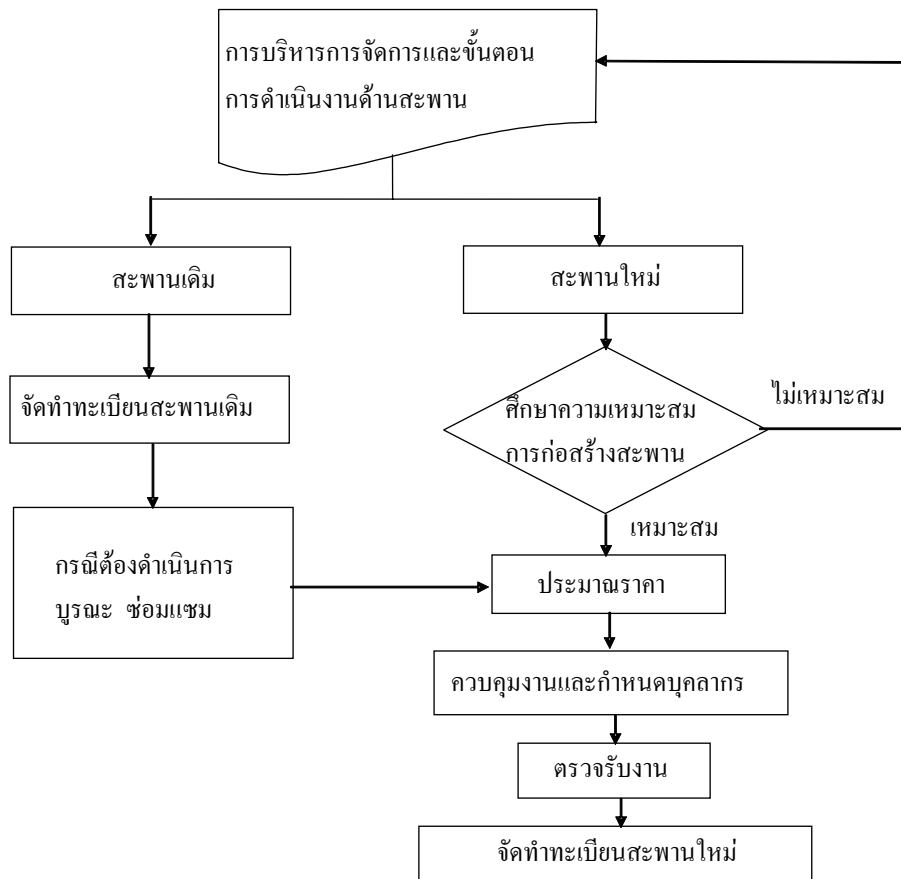 การบริหารการจัดการและขั้นตอน
การดำเนินงานด้านสะพาน
สะพานเดิม
สะพานใหม่
จัดทำทะเบียนสะพานเดิม
ศึกษาความเหมาะสม
การก่อสร้างสะพาน
ไม่เหมาะสม
เหมาะสม
กรณีต้องดำเนินการ
บูรณะ ซ่อมแซม
ประมาณราคา
ควบคุมงานและกำหนดบุคลากร
ตรวจรับงาน
จัดทำทะเบียนสะพานใหม่